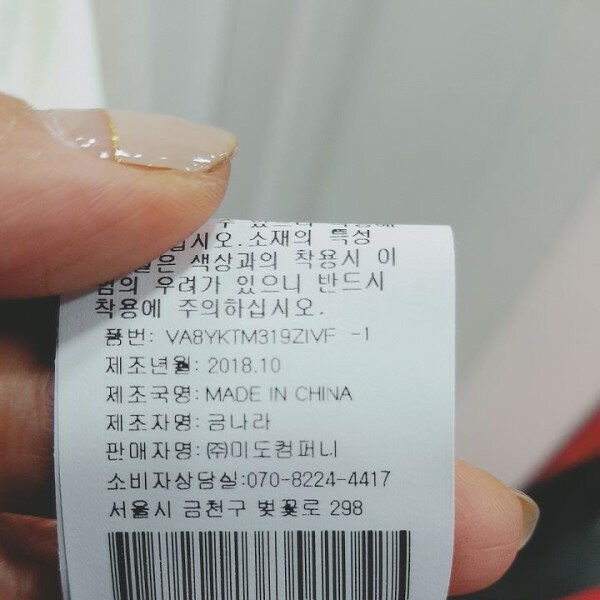 십시오.소재의 특성
은 색상과의 착용시 이
염의 우려가 있으니 반드시
착용에 주의하십시오.
품번: VA8YKTM319ZIVF -1
제조년월: 2018.10
제조국명: MADE IN CHINA
제조자명: 금나라
판매자명: ㈜미도컴퍼니
소비자상담실:070-8224-4417
서울시 금천구 벚꽃로 298